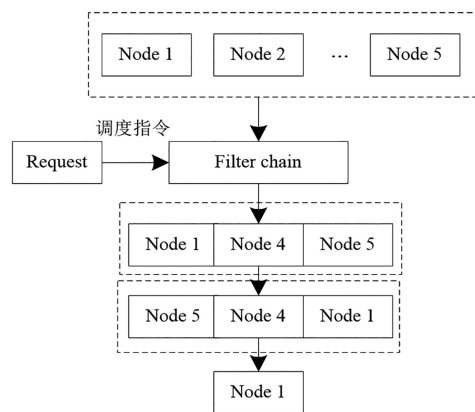 Node 1 Node 2 ... Node 5
调度指令
Request Filter chain
Node 1 Node 4 Node 5
Node 5 Node 4 Node 1
Node 1